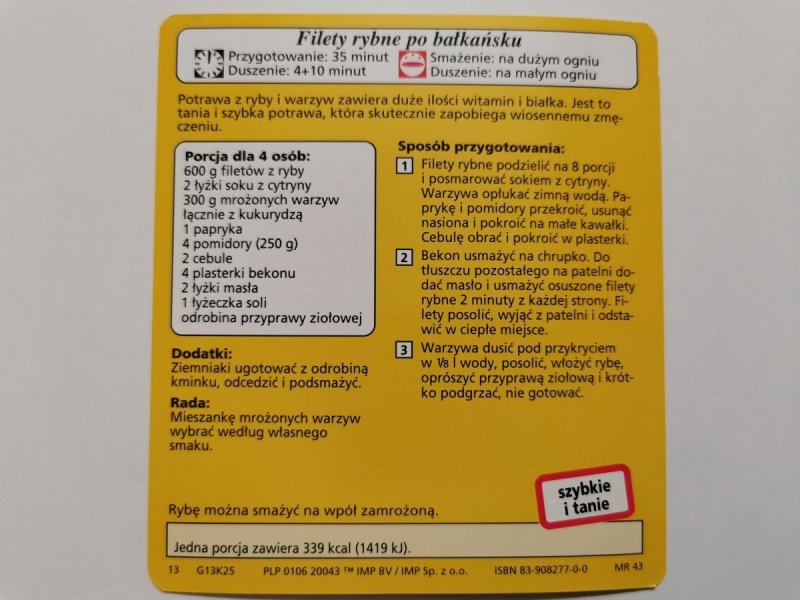 Filety rybne po bałkańsku
Przygotowanie: 35 minut
Duszenie: 4+10 minut
Smażenie: na dużym ogniu
Duszenie: na małym ogniu
Potrawa z ryby i warzyw zawiera duże ilości witamin i białka. Jest to
tania i szybka potrawa, która skutecznie zapobiega wiosennemu zmę-
czeniu.
Porcja dla 4 osób:
600 g filetów z ryby
2 łyżki soku z cytryny
300 g mrożonych warzyw
łącznie z kukurydzą
1 papryka
4 pomidory (250 g)
2 cebule
4 plasterki bekonu
2 łyżki masła
1 łyżeczka soli
odrobina przyprawy ziołowej
Dodatki:
Ziemniaki ugotować z odrobiną
kminku, odcedzić i podsmażyć.
Rada:
Mieszankę mrożonych warzyw
wybrać według własnego
smaku.
Sposób przygotowania:
1 Filety rybne podzielić na 8 porcji
i posmarować sokiem z cytryny.
Warzywa opłukać zimną wodą. Pa-
prykę i pomidory przekroić, usunąć
nasiona i pokroić na małe kawałki.
Cebulę obrać i pokroić w plasterki.
2 Bekon usmażyć na chrupko. Do
tłuszczu pozostałego na patelni do-
dać masło i usmażyć osuszone filety
rybne 2 minuty z każdej strony. Fi-
lety posolić, wyjąć z patelni i odsta-
wić w ciepłe miejsce.
3 Warzywa dusić pod przykryciem
w ⅛ l wody, posolić, włożyć rybę,
oprószyć przyprawą ziołową i krót-
ko podgrzać, nie gotować.
szybkie
i tanie
Rybę można smażyć na wpół zamrożoną.
Jedna porcja zawiera 339 kcal (1419 kJ).
13 G13K25 PLP 0106 20043 ™ IMP BV / IMP Sp. z o.o. ISBN 83-908277-0-0 MR 43